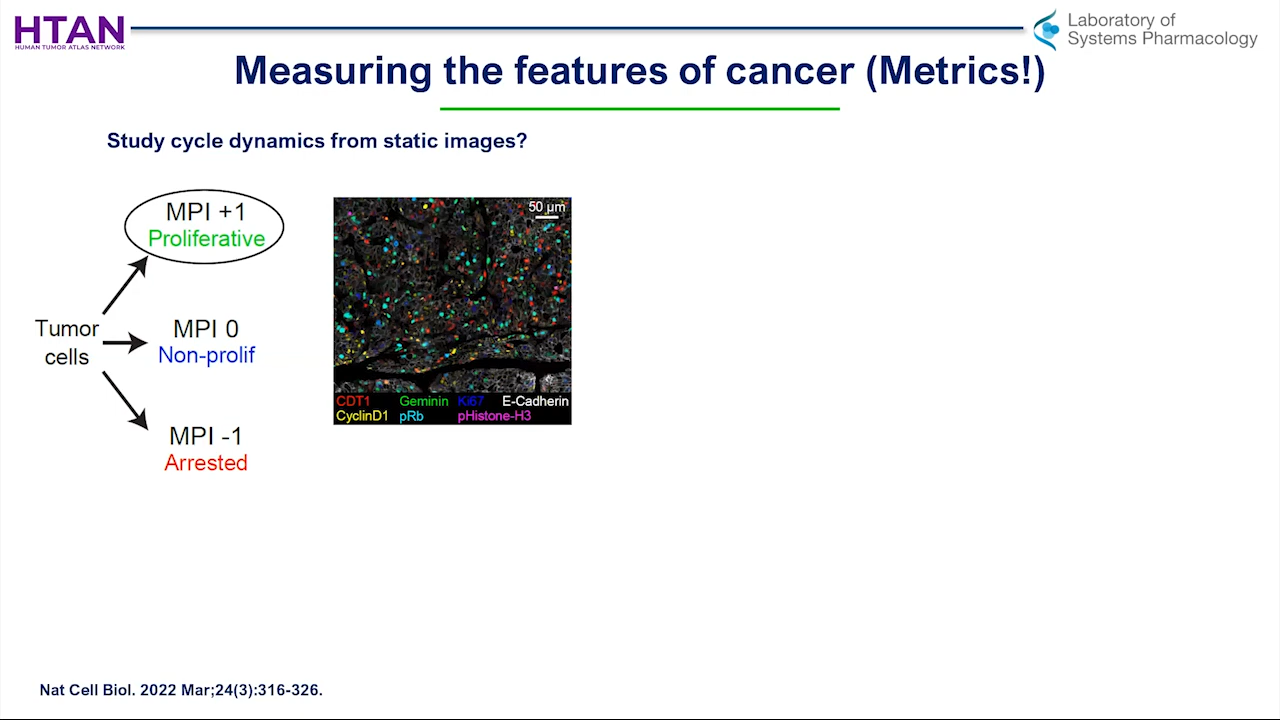 HTAN
HUMAN TUMOR ATLAS NETWORK
Laboratory of
Systems Pharmacology
Measuring the features of cancer (Metrics!)
Study cycle dynamics from static images?
MPI +1
Proliferative
Tumor
cells
MPI 0
Non-prolif
MPI -1
Arrested
50 µm
CDT1 Geminin Ki67 E-Cadherin
CyclinD1 pRb pHistone-H3
Nat Cell Biol. 2022 Mar;24(3):316-326.